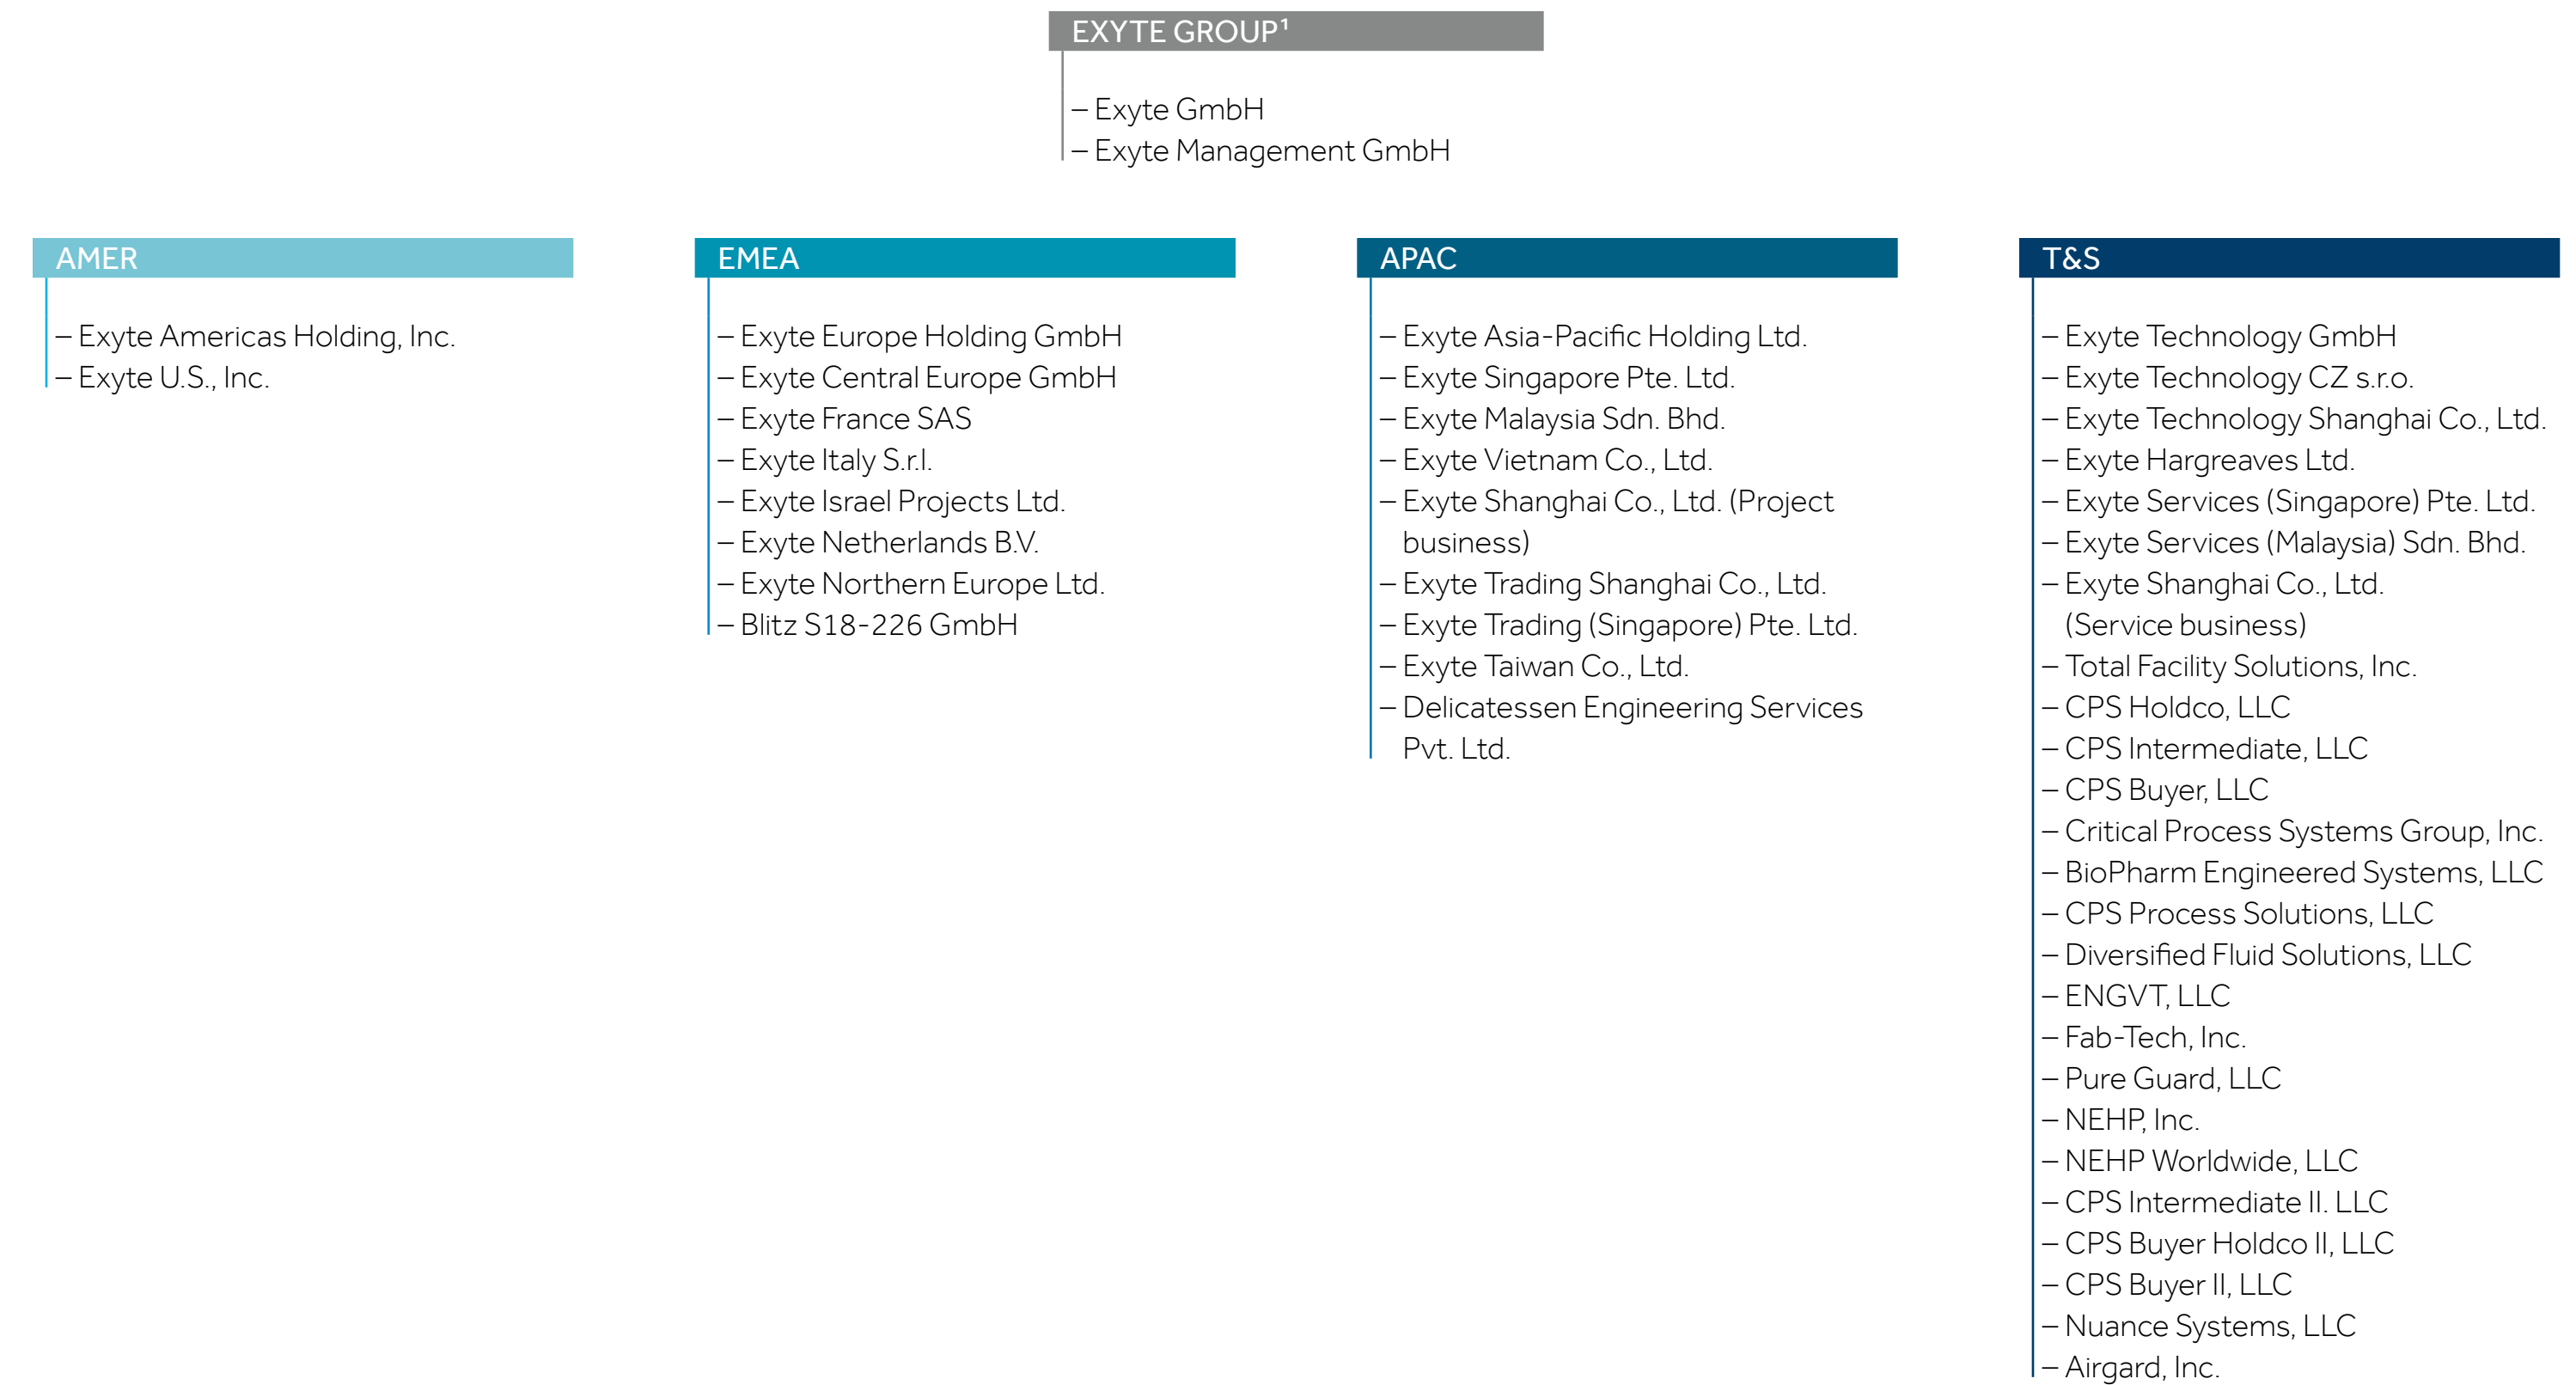 EXYTE GROUP¹
– Exyte GmbH
– Exyte Management GmbH
AMER
– Exyte Americas Holding, Inc.
– Exyte U.S., Inc.
EMEA
– Exyte Europe Holding GmbH
– Exyte Central Europe GmbH
– Exyte France SAS
– Exyte Italy S.r.l.
– Exyte Israel Projects Ltd.
– Exyte Netherlands B.V.
– Exyte Northern Europe Ltd.
– Blitz S18-226 GmbH
APAC
– Exyte Asia-Pacific Holding Ltd.
– Exyte Singapore Pte. Ltd.
– Exyte Malaysia Sdn. Bhd.
– Exyte Vietnam Co., Ltd.
– Exyte Shanghai Co., Ltd. (Project
business)
– Exyte Trading Shanghai Co., Ltd.
– Exyte Trading (Singapore) Pte. Ltd.
– Exyte Taiwan Co., Ltd.
– Delicatessen Engineering Services
Pvt. Ltd.
T&S
– Exyte Technology GmbH
– Exyte Technology CZ s.r.o.
– Exyte Technology Shanghai Co., Ltd.
– Exyte Hargreaves Ltd.
– Exyte Services (Singapore) Pte. Ltd.
– Exyte Services (Malaysia) Sdn. Bhd.
– Exyte Shanghai Co., Ltd.
(Service business)
– Total Facility Solutions, Inc.
– CPS Holdco, LLC
– CPS Intermediate, LLC
– CPS Buyer, LLC
– Critical Process Systems Group, Inc.
– BioPharm Engineered Systems, LLC
– CPS Process Solutions, LLC
– Diversified Fluid Solutions, LLC
– ENGVT, LLC
– Fab-Tech, Inc.
– Pure Guard, LLC
– NEHP, Inc.
– NEHP Worldwide, LLC
– CPS Intermediate II. LLC
– CPS Buyer Holdco II, LLC
– CPS Buyer II, LLC
– Nuance Systems, LLC
– Airgard, Inc.